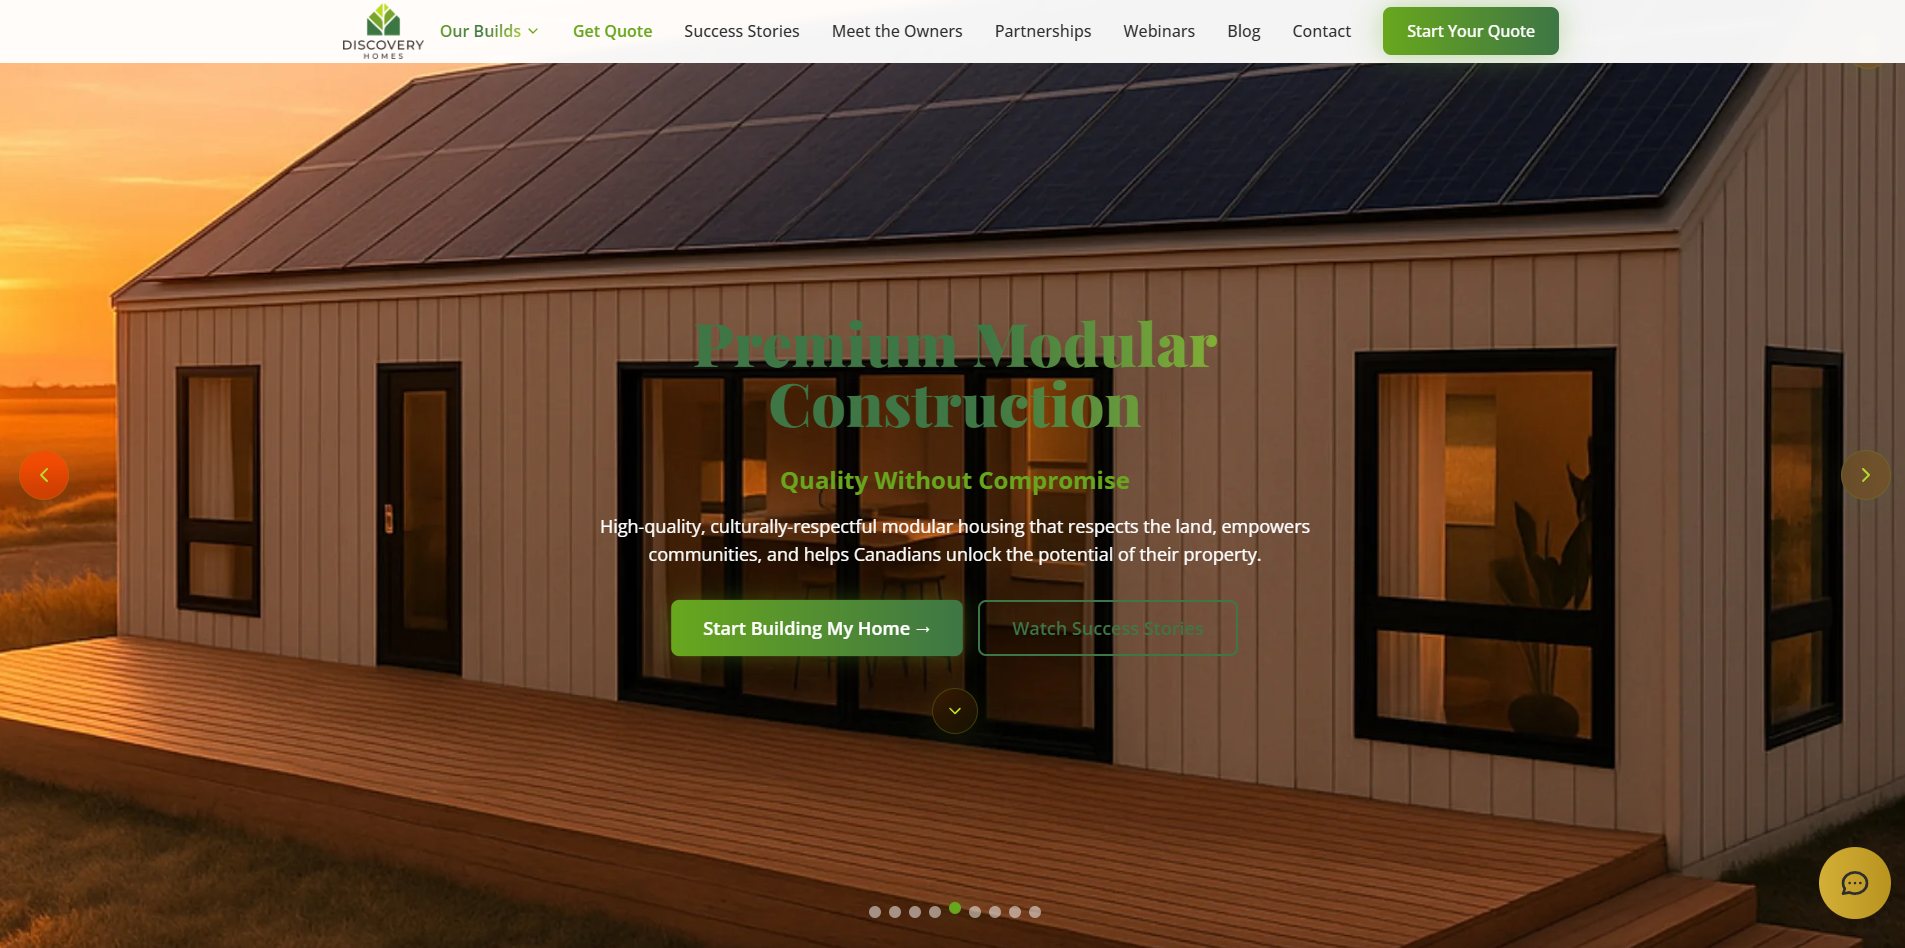 DISCOVERY
HOMES
Our Builds
Get Quote
Success Stories
Meet the Owners
Partnerships
Webinars
Blog
Contact
Start Your Quote
Premium Modular
Construction
Quality Without Compromise
High-quality, culturally-respectful modular housing that respects the land, empowers
communities, and helps Canadians unlock the potential of their property.
Start Building My Home →
Watch Success Stories